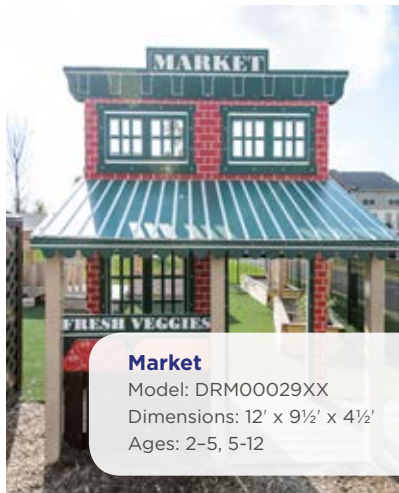 MARKET
FRESH VEGGIES
Market
Model: DRM00029XX
Dimensions: 12' x 9½' x 4½'
Ages: 2–5, 5-12